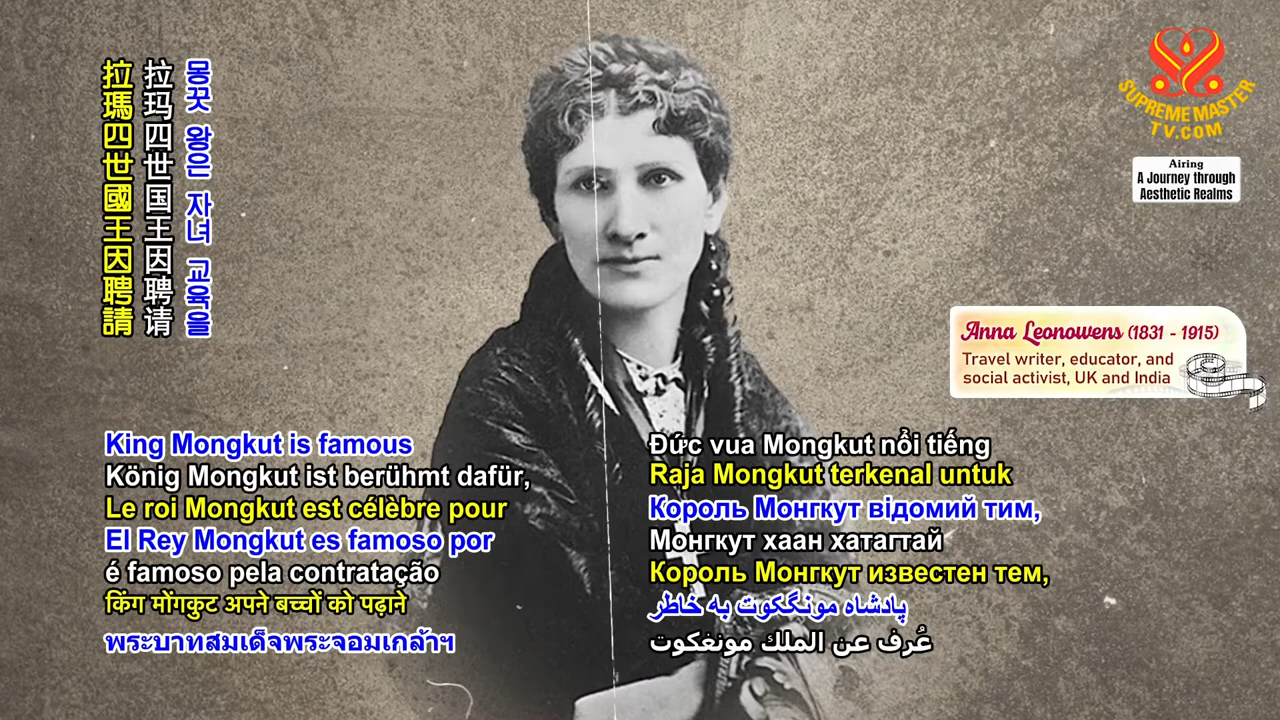 拉瑪四世國王因聘請
拉玛四世国王因聘请
몽꿋 왕은 자녀 교육을
SUPREME MASTER
TV.COM
Airing
A Journey through
Aesthetic Realms
Anna Leonowens (1831 - 1915)
Travel writer, educator, and
social activist, UK and India
King Mongkut is famous
König Mongkut ist berühmt dafür,
Le roi Mongkut est célèbre pour
El Rey Mongkut es famoso por
é famoso pela contratação
किंग मोंगकुट अपने बच्चों को पढ़ाने
พระบาทสมเด็จพระจอมเกล้าฯ
Đức vua Mongkut nổi tiếng
Raja Mongkut terkenal untuk
Король Монгкут відомий тим,
Монгкут хаан хатагтай
Король Монгкут известен тем,
پادشاه مونگکوت به خاطر
عُرف عن الملك مونغكوت